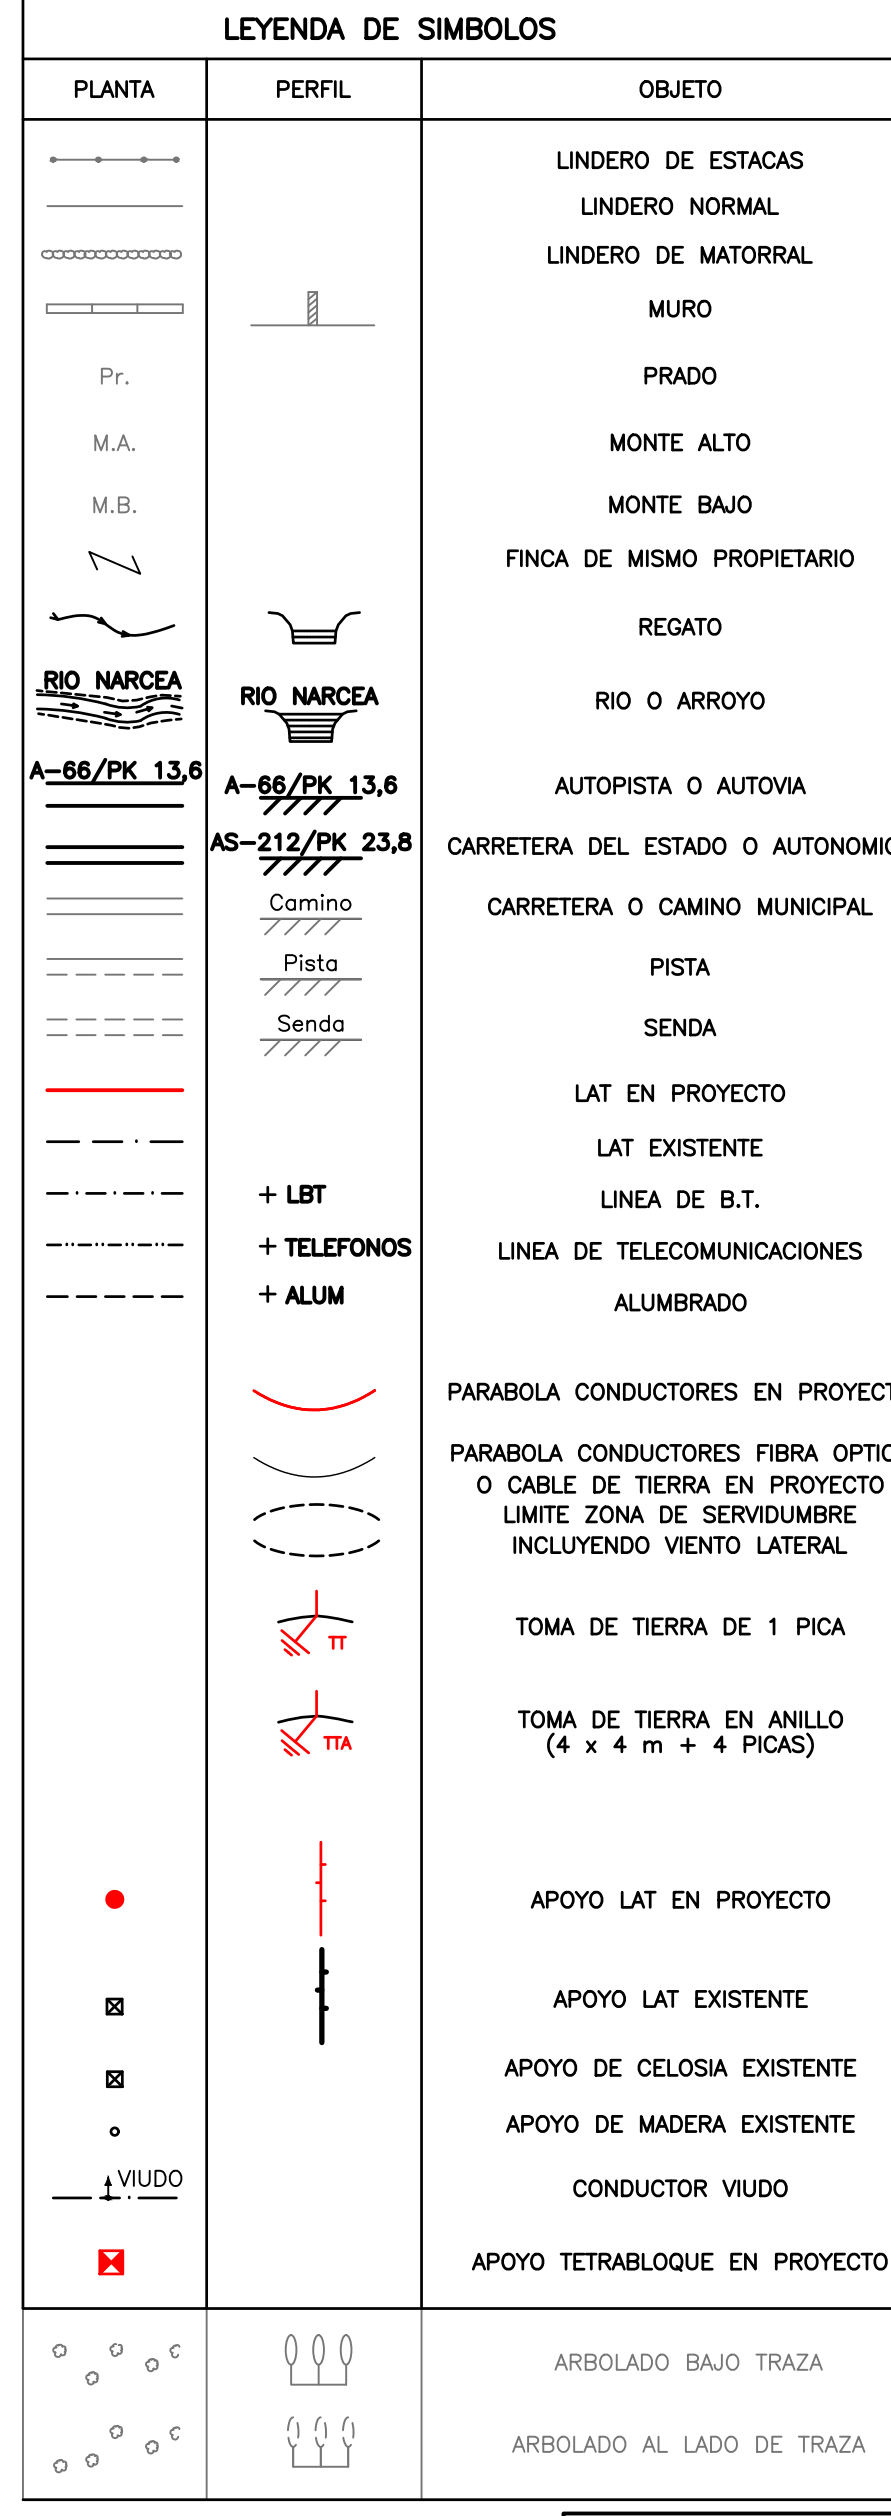 LEYENDA DE SIMBOLOS
PLANTA PERFIL OBJETO
LINDERO DE ESTACAS
LINDERO NORMAL
LINDERO DE MATORRAL
MURO
Pr. PRADO
M.A. MONTE ALTO
M.B. MONTE BAJO
FINCA DE MISMO PROPIETARIO
REGATO
RIO NARCEA RIO NARCEA RIO O ARROYO
A-66/PK 13,6 A-66/PK 13,6 AUTOPISTA O AUTOVIA
AS-212/PK 23,8 CARRETERA DEL ESTADO O
Camino CARRETERA O CAMINO MUNICIPAL
Pista PISTA
Senda SENDA
LAT EN PROYECTO
LAT EXISTENTE
+ LBT LINEA DE B.T.
+ TELEFONOS LINEA DE TELECOMUNICACIONES
+ ALUM ALUMBRADO
PARABOLA CONDUCTORES EN
PARABOLA CONDUCTORES FIBRA
O CABLE DE TIERRA EN PROYECTO
LIMITE ZONA DE SERVIDUMBRE
INCLUYENDO VIENTO LATERAL
TT TOMA DE TIERRA DE 1 PICA
TOMA DE TIERRA EN ANILLO
TTA (4 x 4 m + 4 PICAS)
APOYO LAT EN PROYECTO
APOYO LAT EXISTENTE
APOYO DE CELOSIA EXISTENTE
APOYO DE MADERA EXISTENTE
VIUDO CONDUCTOR VIUDO
APOYO TETRABLOQUE EN PROYECTO
ARBOLADO BAJO TRAZA
ARBOLADO AL LADO DE TRAZA